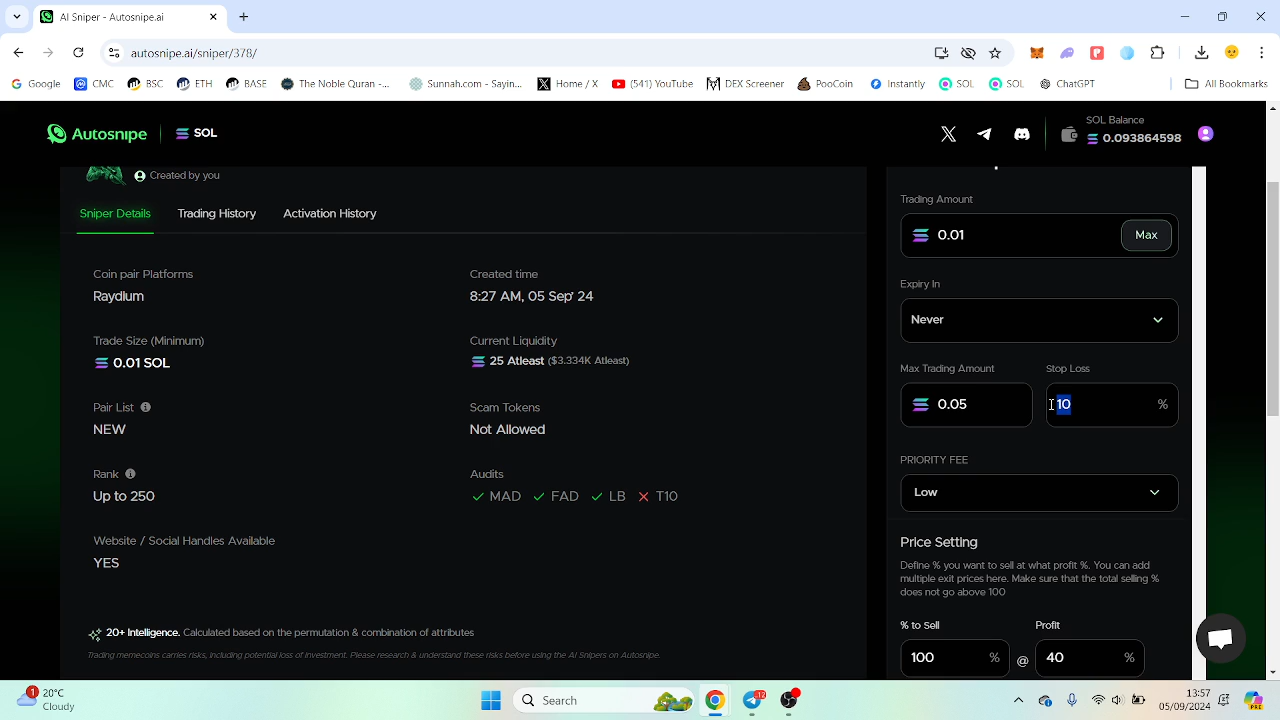 AI Sniper - Autosnipe.ai
autosnipe.ai/sniper/378/
Google CMC BSC ETH BASE The Noble Quran -... Sunnah.com - Sayin... Home / X (541) YouTube DEX Screener PooCoin Instantly SOL SOL ChatGPT All Bookmarks
Autosnipe SOL
SOL Balance
0.093864598
Created by you
Sniper Details Trading History Activation History
Coin pair Platforms
Raydium
Created time
8:27 AM, 05 Sep' 24
Trade Size (Minimum)
0.01 SOL
Current Liquidity
25 Atleast ($3.334K Atleast)
Pair List
NEW
Scam Tokens
Not Allowed
Rank
Up to 250
Audits
MAD FAD LB T10
Website / Social Handles Available
YES
20+ Intelligence. Calculated based on the permutation & combination of attributes
Trading memecoins carries risks, including potential loss of investment. Please research & understand these risks before using the AI Snipers on Autosnipe.
Trading Amount
0.01 Max
Expiry In
Never
Max Trading Amount Stop Loss
0.05 10 %
PRIORITY FEE
Low
Price Setting
Define % you want to sell at what profit %. You can add
multiple exit prices here. Make sure that the total selling %
does not go above 100
% to Sell Profit
100 % @ 40 %
1 20°C
Cloudy
Search
12
13:57
05/09/2024
PRE